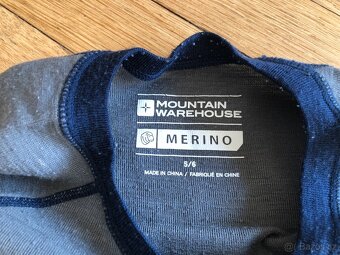 MOUNTAIN
WAREHOUSE
MERINO
5/6
MADE IN CHINA / FABRIQUÉ EN CHINE